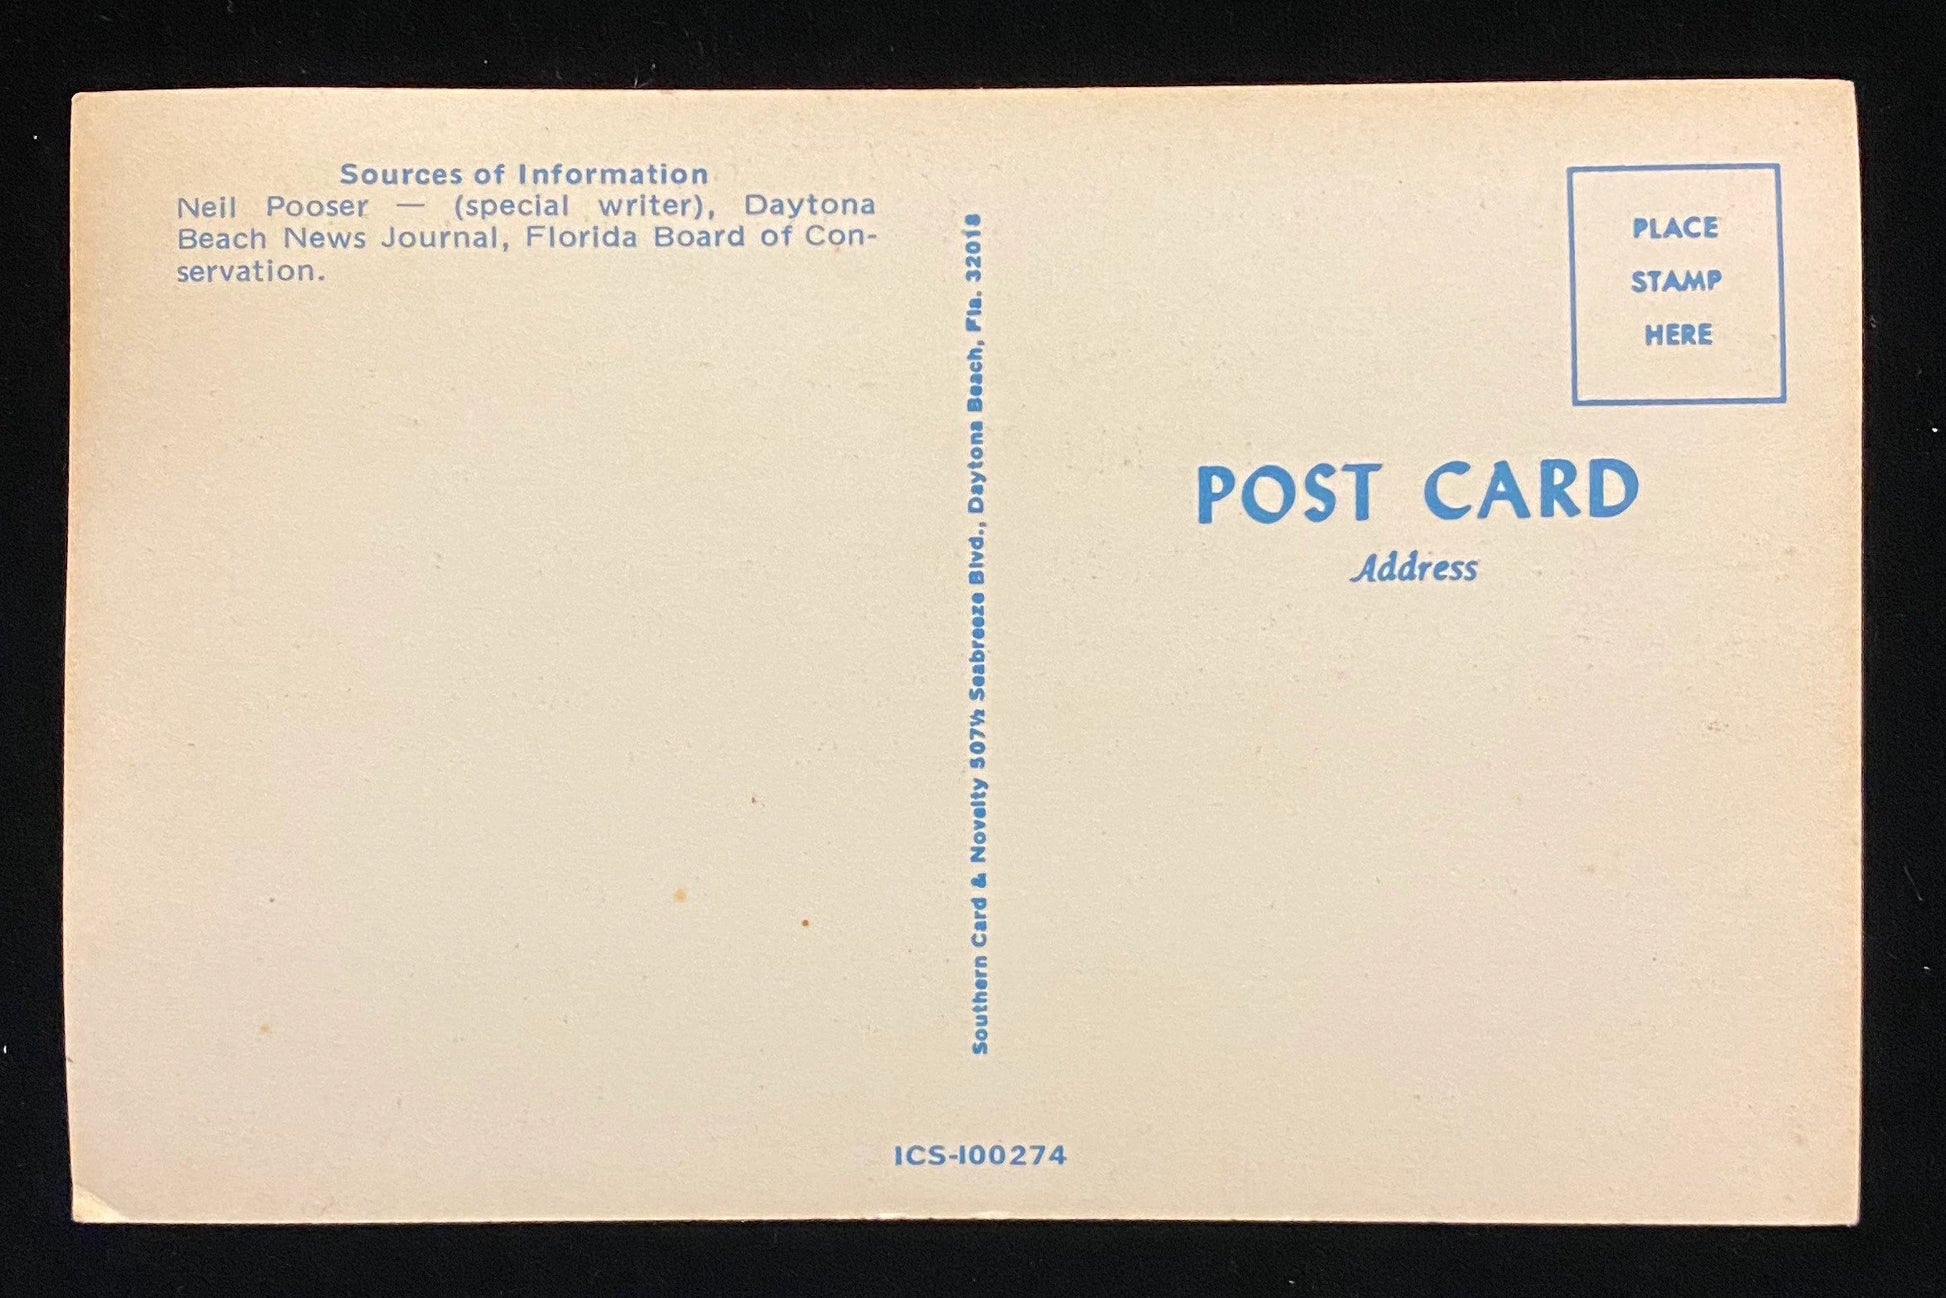 Sources of Information
Neil Pooser — (special writer), Daytona
Beach News Journal, Florida Board of Con-
servation.
Southern Card & Novelty 507½ Seabreeze Blvd., Daytona Beach, Fla. 32018
PLACE
STAMP
HERE
POST CARD
Address
ICS-100274